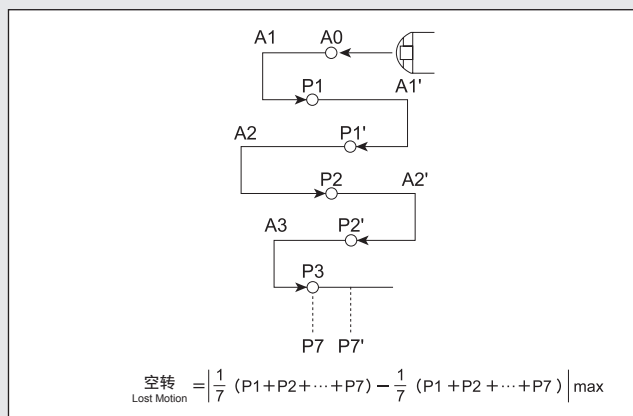 A1 A0
P1 A1'
A2 P1'
P2 A2'
A3 P2'
P3
P7 P7'
空转 = | 1/7 (P1+P2+⋯+P7) − 1/7 (P1 +P2 +⋯+P7 ) | max
Lost Motion